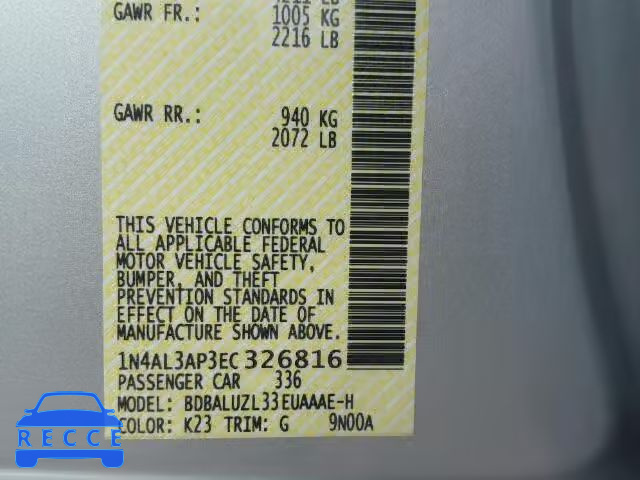 GAWR FR.: 1005 KG
2216 LB
GAWR RR.: 940 KG
2072 LB
THIS VEHICLE CONFORMS TO
ALL APPLICABLE FEDERAL
MOTOR VEHICLE SAFETY,
BUMPER, AND THEFT
PREVENTION STANDARDS IN
EFFECT ON THE DATE OF
MANUFACTURE SHOWN ABOVE.
1N4AL3AP3EC326816
PASSENGER CAR 336
MODEL: BDBALUZL33EUAAAE-H
COLOR: K23 TRIM: G 9N00A
RECCE